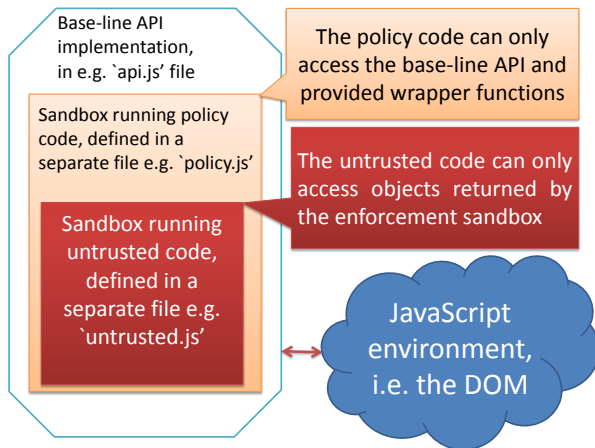 Base-line API
implementation,
in e.g. `api.js’ file
The policy code can only
access the base-line API and
provided wrapper functions
Sandbox running policy
code, defined in a
separate file e.g. `policy.js’
The untrusted code can only
access objects returned by
the enforcement sandbox
Sandbox running
untrusted code,
defined in a
separate file e.g.
`untrusted.js’
JavaScript
environment,
i.e. the DOM